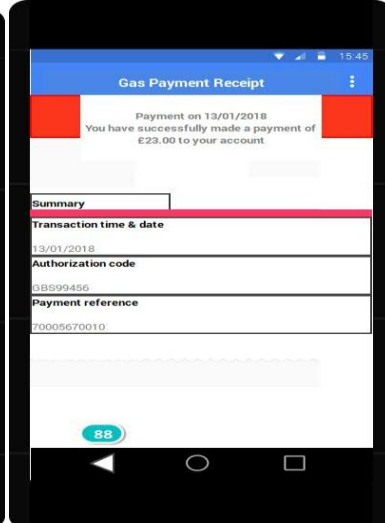 15:45
Gas Payment Receipt
Payment on 13/01/2018
You have successfully made a payment of
£23.00 to your account
Summary
Transaction time & date
13/01/2018
Authorization code
GBS99456
Payment reference
70005670010
88